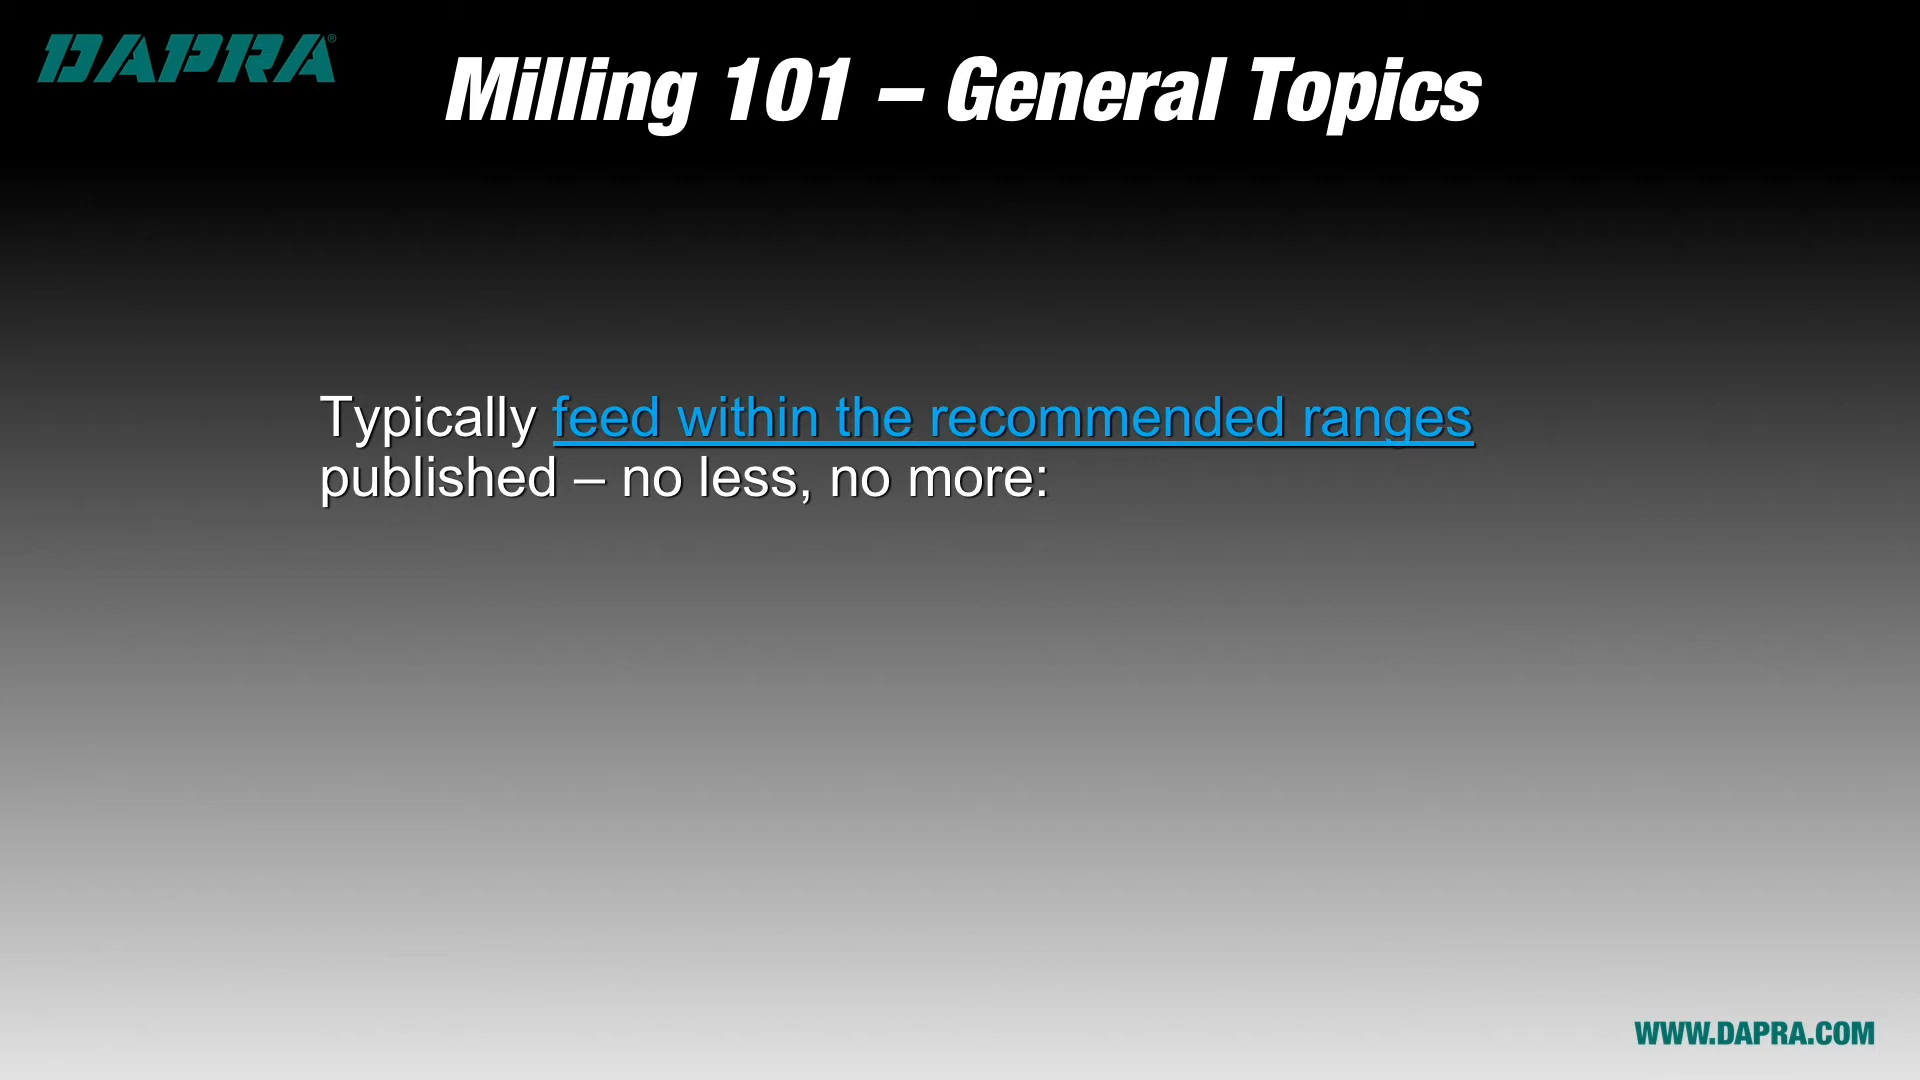 DAPRA®
Milling 101 – General Topics
Typically feed within the recommended ranges
published – no less, no more:
WWW.DAPRA.COM